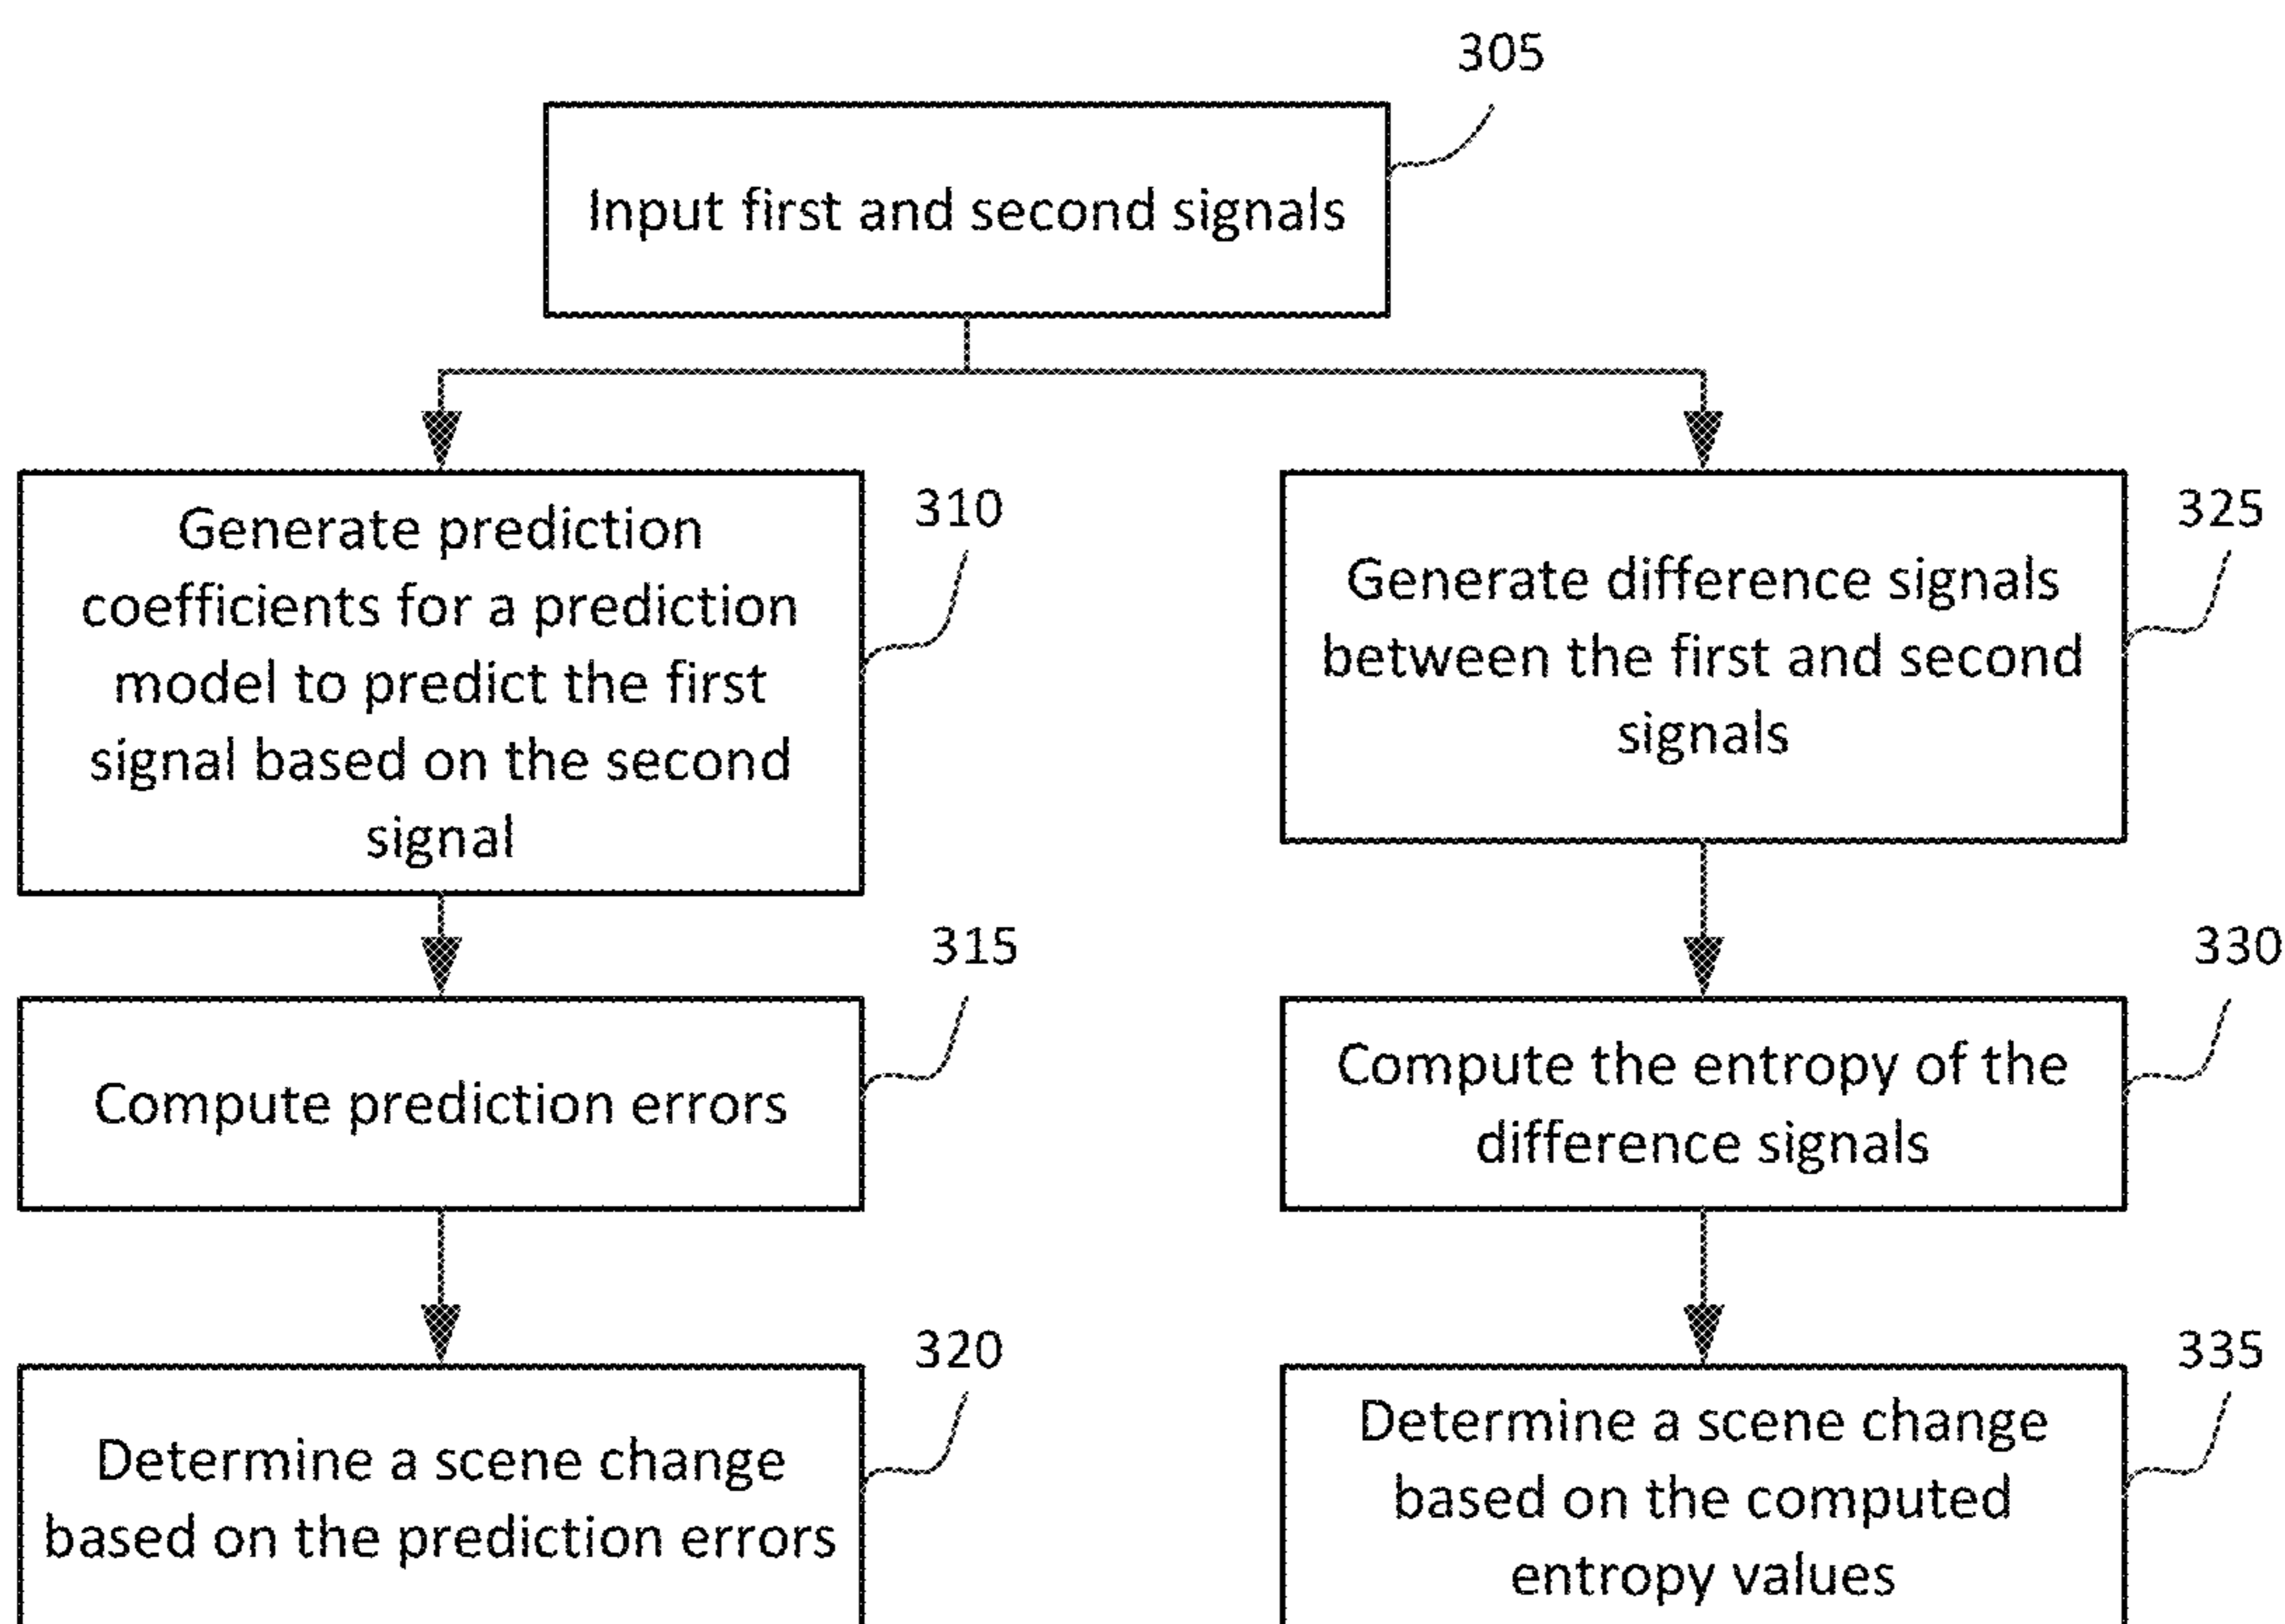 305
Input first and second signals
310
Generate prediction
coefficients for a prediction
model to predict the first
signal based on the second
signal
325
Generate difference signals
between the first and second
signals
315
Compute prediction errors
330
Compute the entropy of the
difference signals
320
Determine a scene change
based on the prediction errors
335
Determine a scene change
based on the computed
entropy values